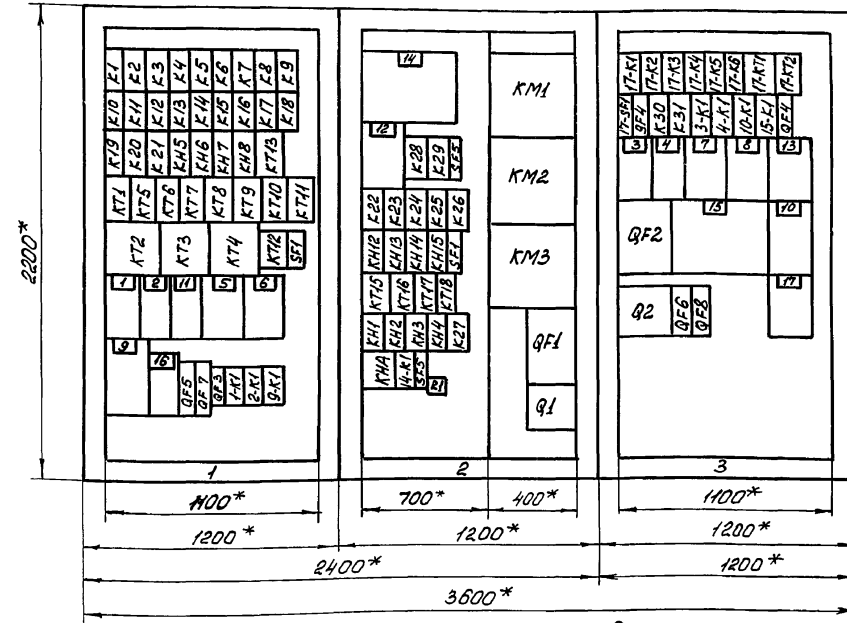 K1 K2 K3 K4 K5 K6 K7 K8 K9
K10 K11 K12 K13 K14 K15 K16 K17 K18
K19 K20 K21 KH5 KH6 KH7 KH8 KT13
KT1 KT5 KT6 KT7 KT8 KT9 KT10 KT11
KT2 KT3 KT4 KT12 SF1
1 2 11 5 6
9 16 QF5 QF7 QF3 1-K1 2-K1 9-K1
1
14
12 K28 K29 SF5
K22 K23 K24 K25 K26
KH12 KH13 KH14 KH15 SF1
KT15 KT16 KT17 KT18
KH1 KH2 KH3 KH4 K27
KHA 14-K1 SF5 21
KM1
KM2
KM3
QF1
Q1
2
17-K1 17-K2 17-K3 17-K4 17-K5 17-K6 17-KT1 17-KT2
17-SF1 9F4 K30 K31 3-K1 4-K1 10-K1 15-K1 QF4
3 4 7 8 13
QF2 15 10
Q2 QF6 QF8 17
3
2200*
1100* 700* 400* 1100*
1200* 1200* 1200*
2400* 1200*
3600*